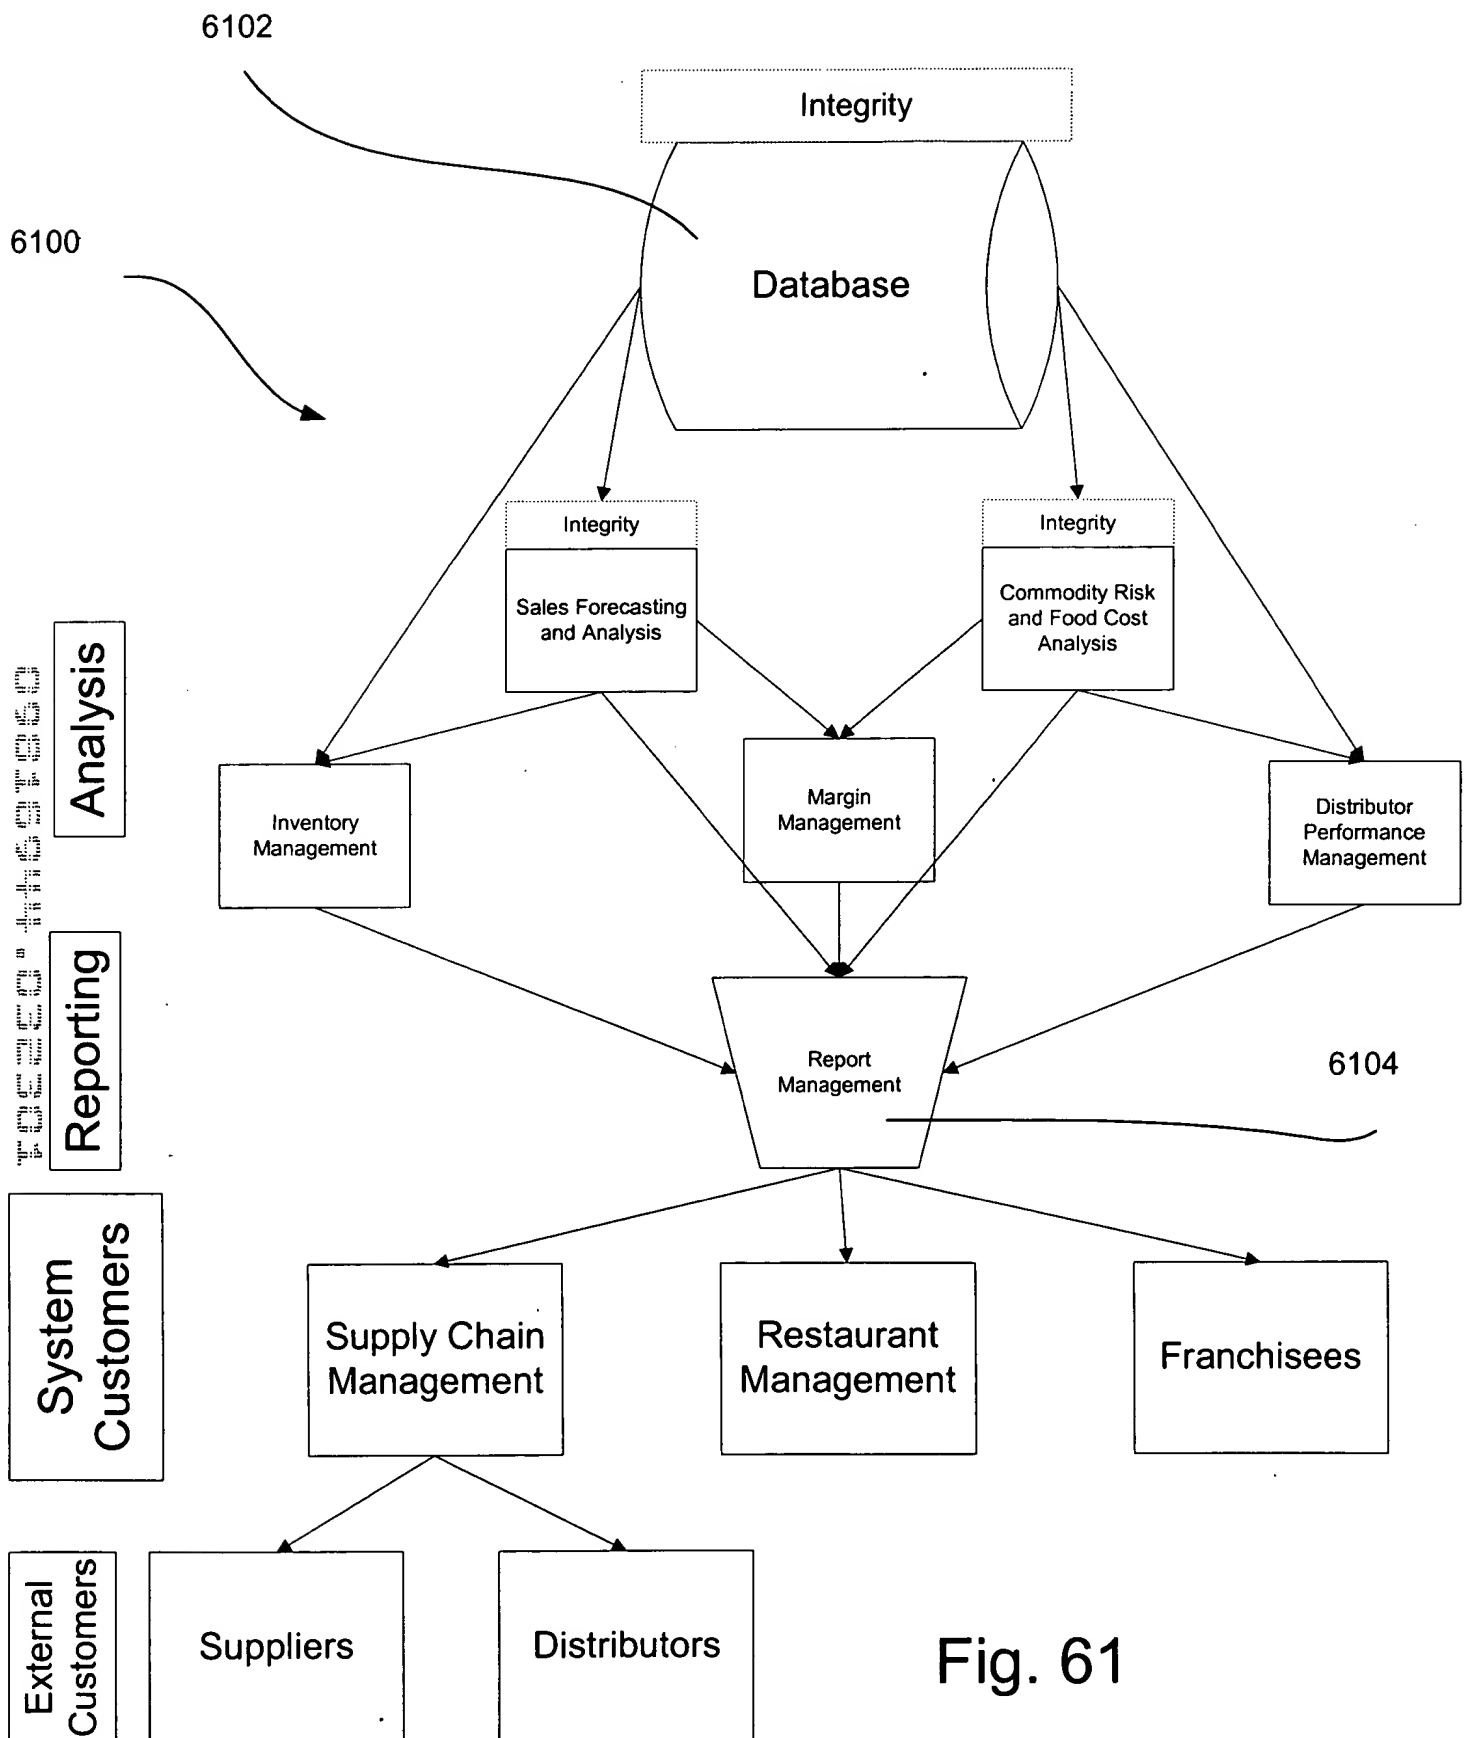 6102
Integrity
6100
Database
Integrity
Integrity
Sales Forecasting
and Analysis
Commodity Risk
and Food Cost
Analysis
Analysis
Inventory
Management
Margin
Management
Distributor
Performance
Management
Reporting
Report
Management
6104
System
Customers
Supply Chain
Management
Restaurant
Management
Franchisees
External
Customers
Suppliers
Distributors
Fig. 61